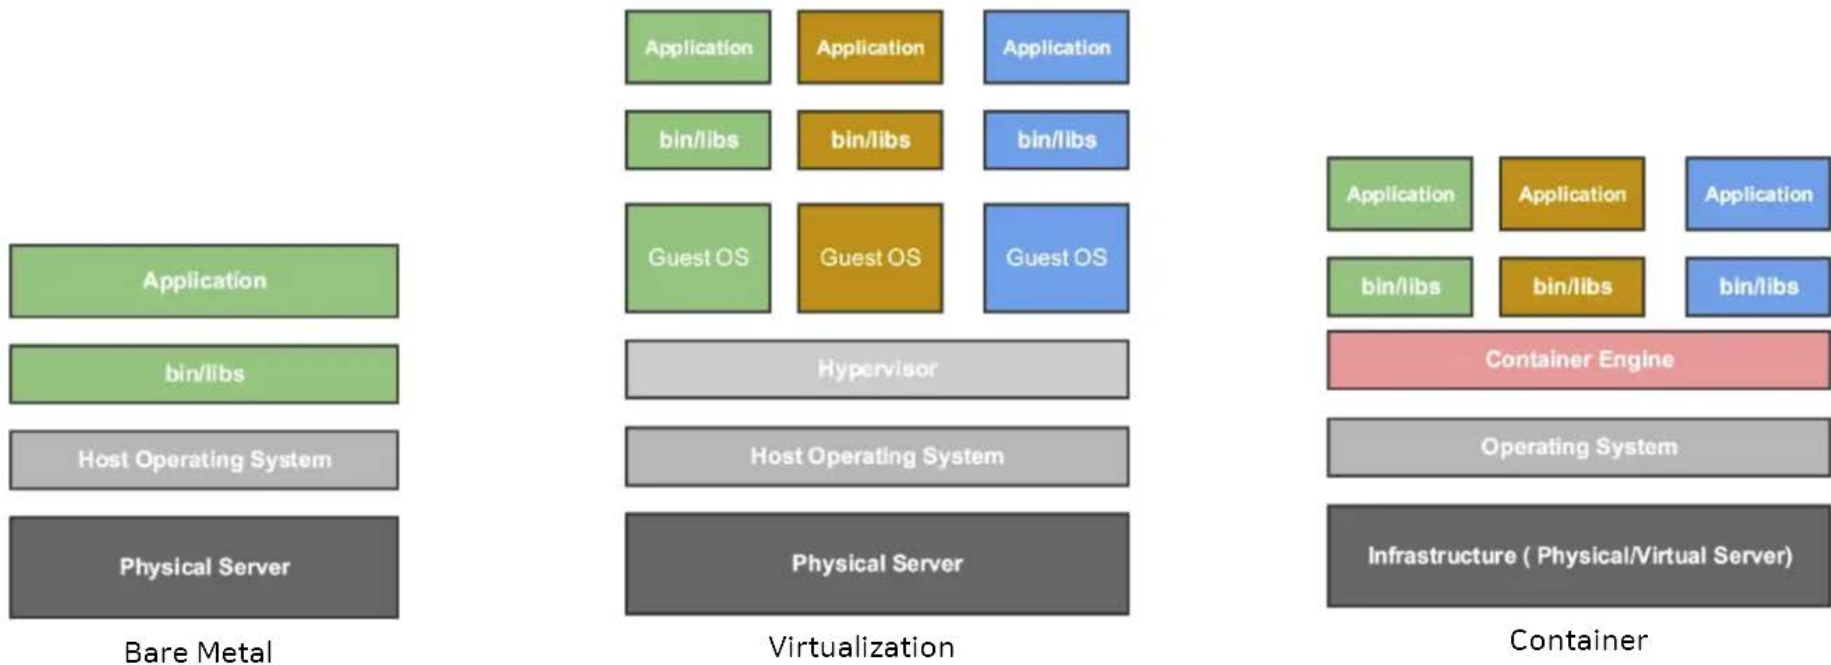 Application
bin/libs
Host Operating System
Physical Server
Bare Metal
Application Application Application
bin/libs bin/libs bin/libs
Guest OS Guest OS Guest OS
Hypervisor
Host Operating System
Physical Server
Virtualization
Application Application Application
bin/libs bin/libs bin/libs
Container Engine
Operating System
Infrastructure ( Physical/Virtual Server)
Container